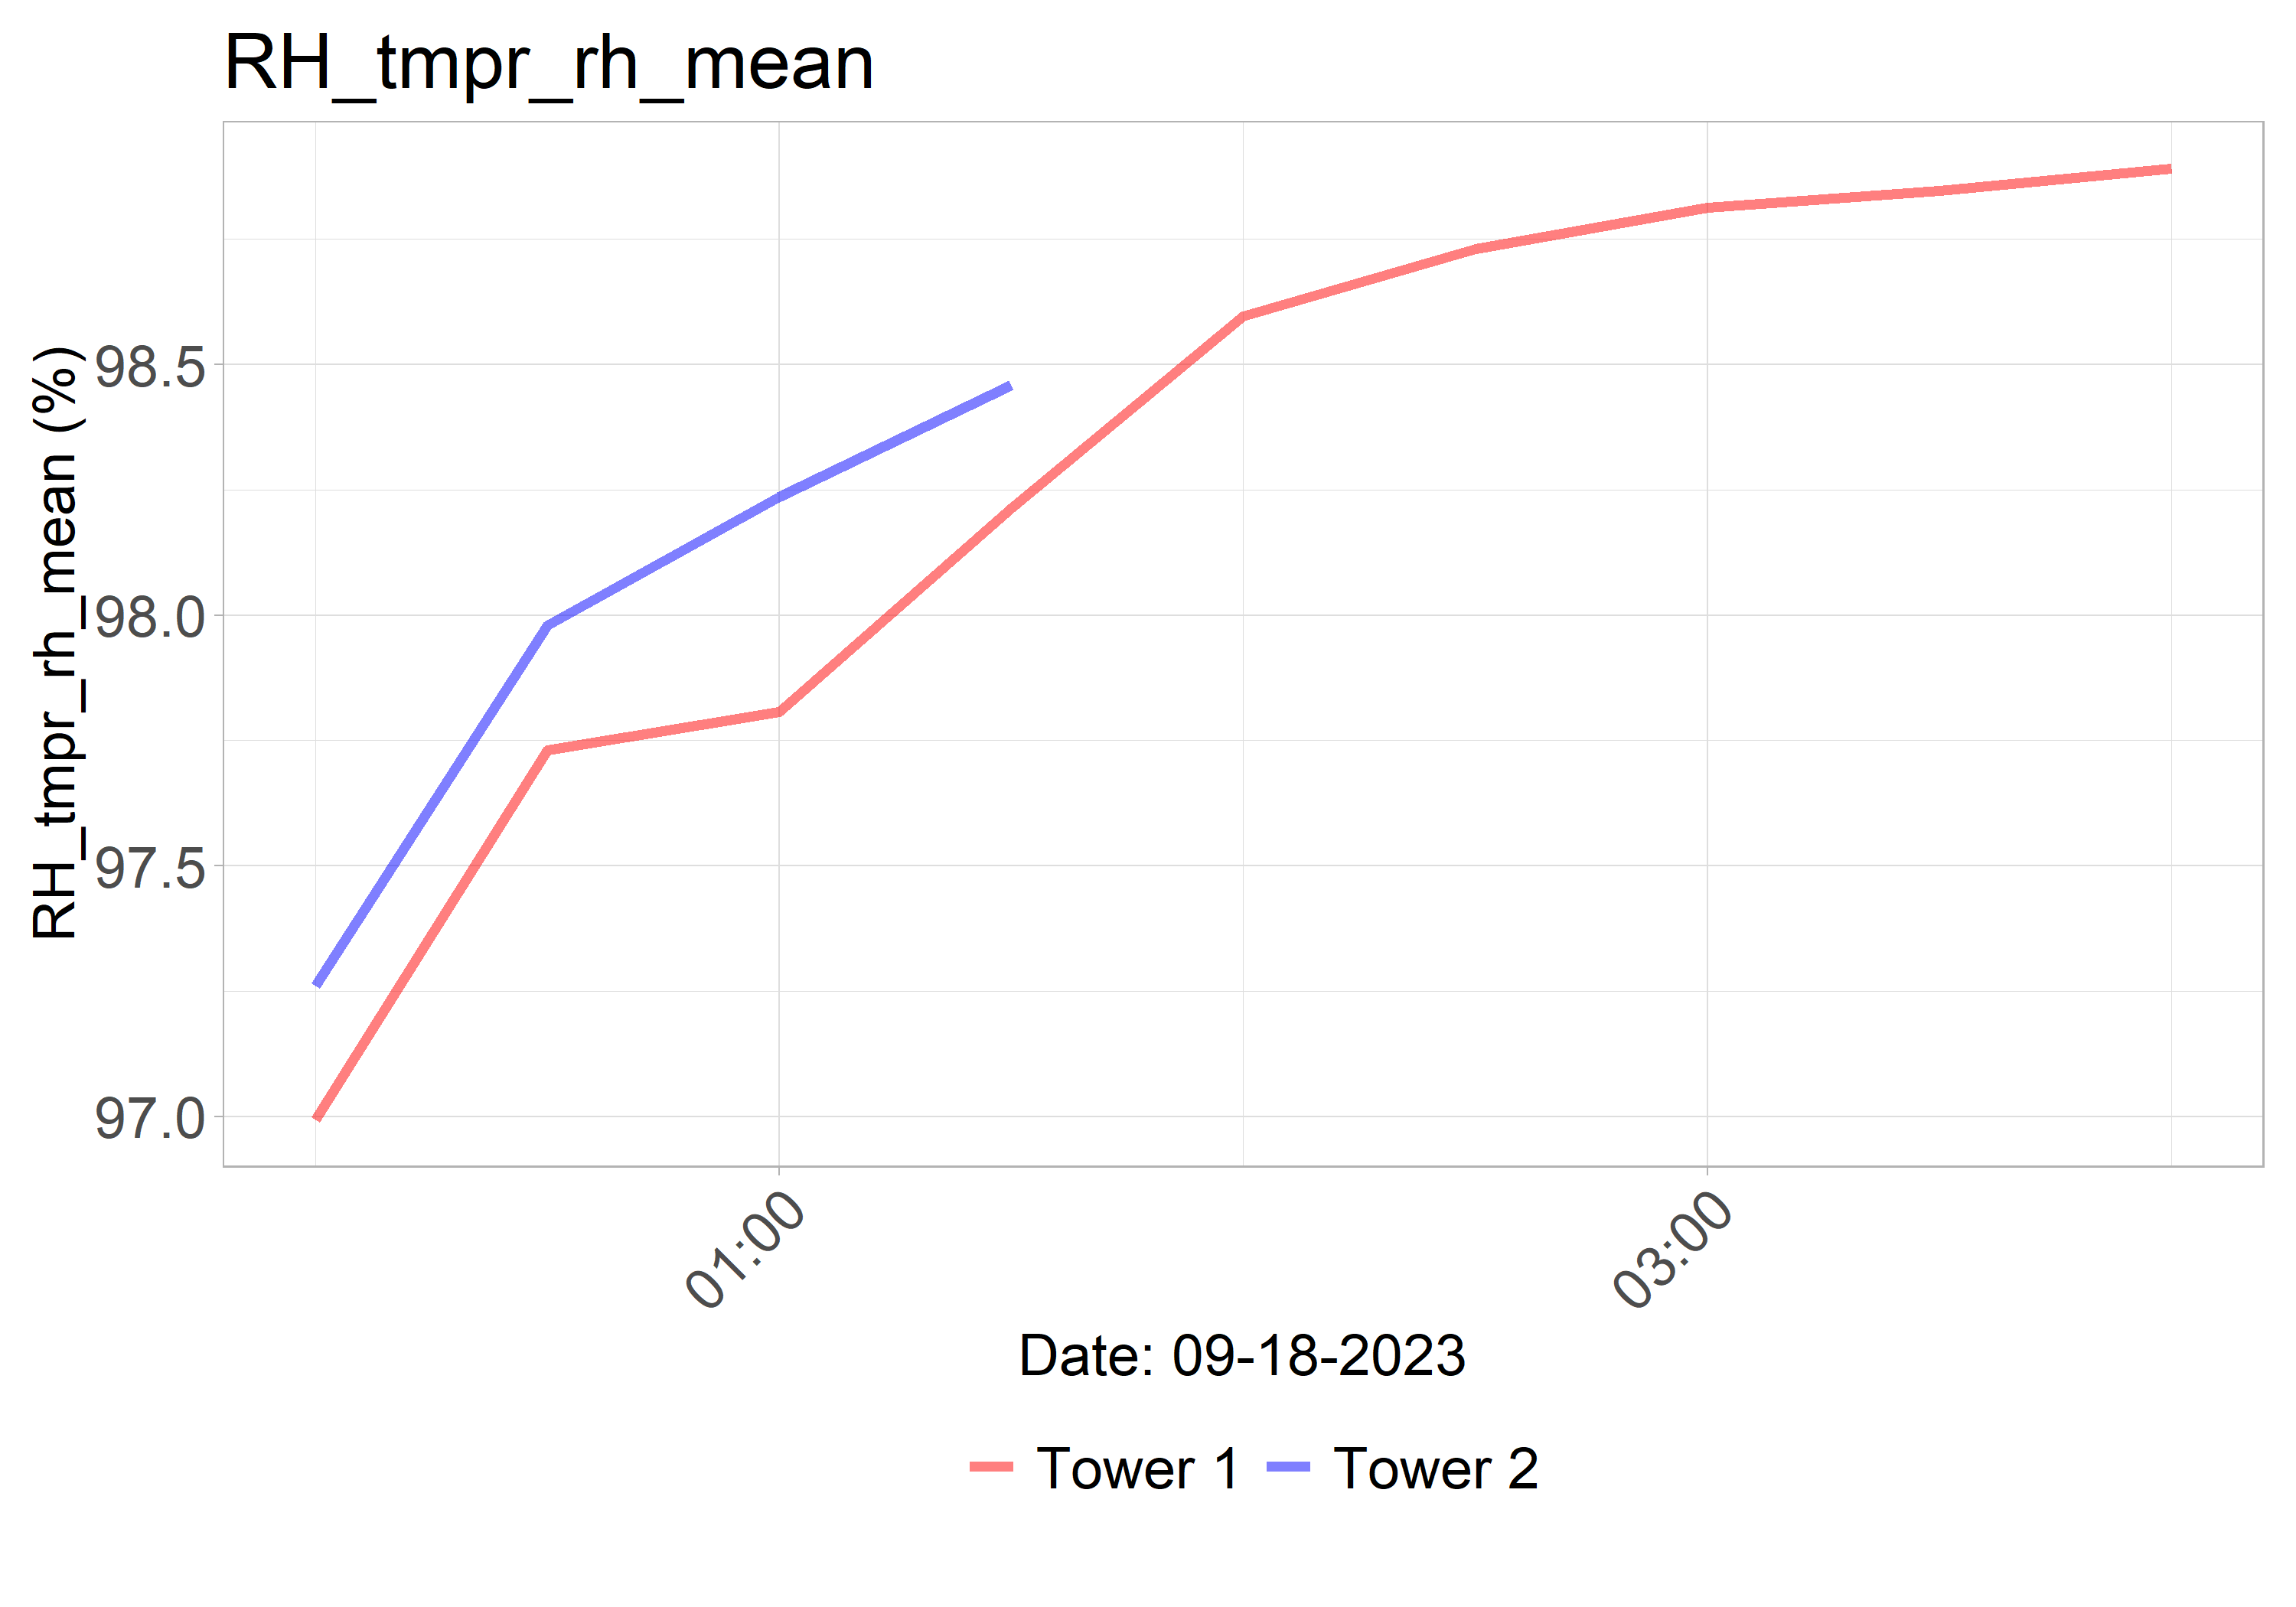 RH_tmpr_rh_mean
RH_tmpr_rh_mean (%)
98.5
98.0
97.5
97.0
01:00
03:00
Date: 09-18-2023
Tower 1
Tower 2